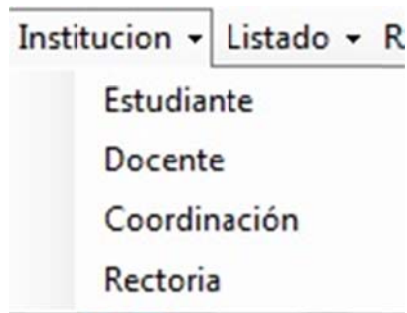 Institucion Listado R
Estudiante
Docente
Coordinación
Rectoria